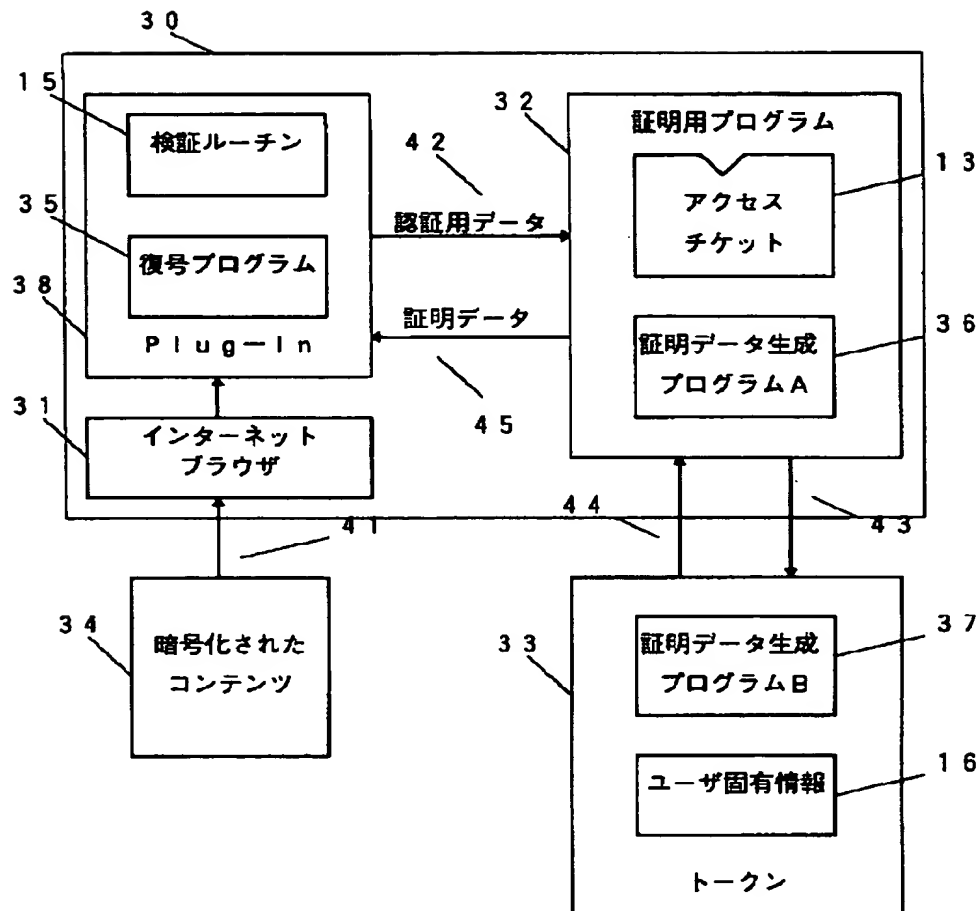 30
15
検証ルーチン
35
復号プログラム
38
Plug-In
42
認証用データ
証明データ
45
32
証明用プログラム
アクセス
チケット
13
証明データ生成
プログラムA
36
31
インターネット
ブラウザ
41
44
43
34
暗号化された
コンテンツ
33
証明データ生成
プログラムB
37
ユーザ固有情報
16
トークン